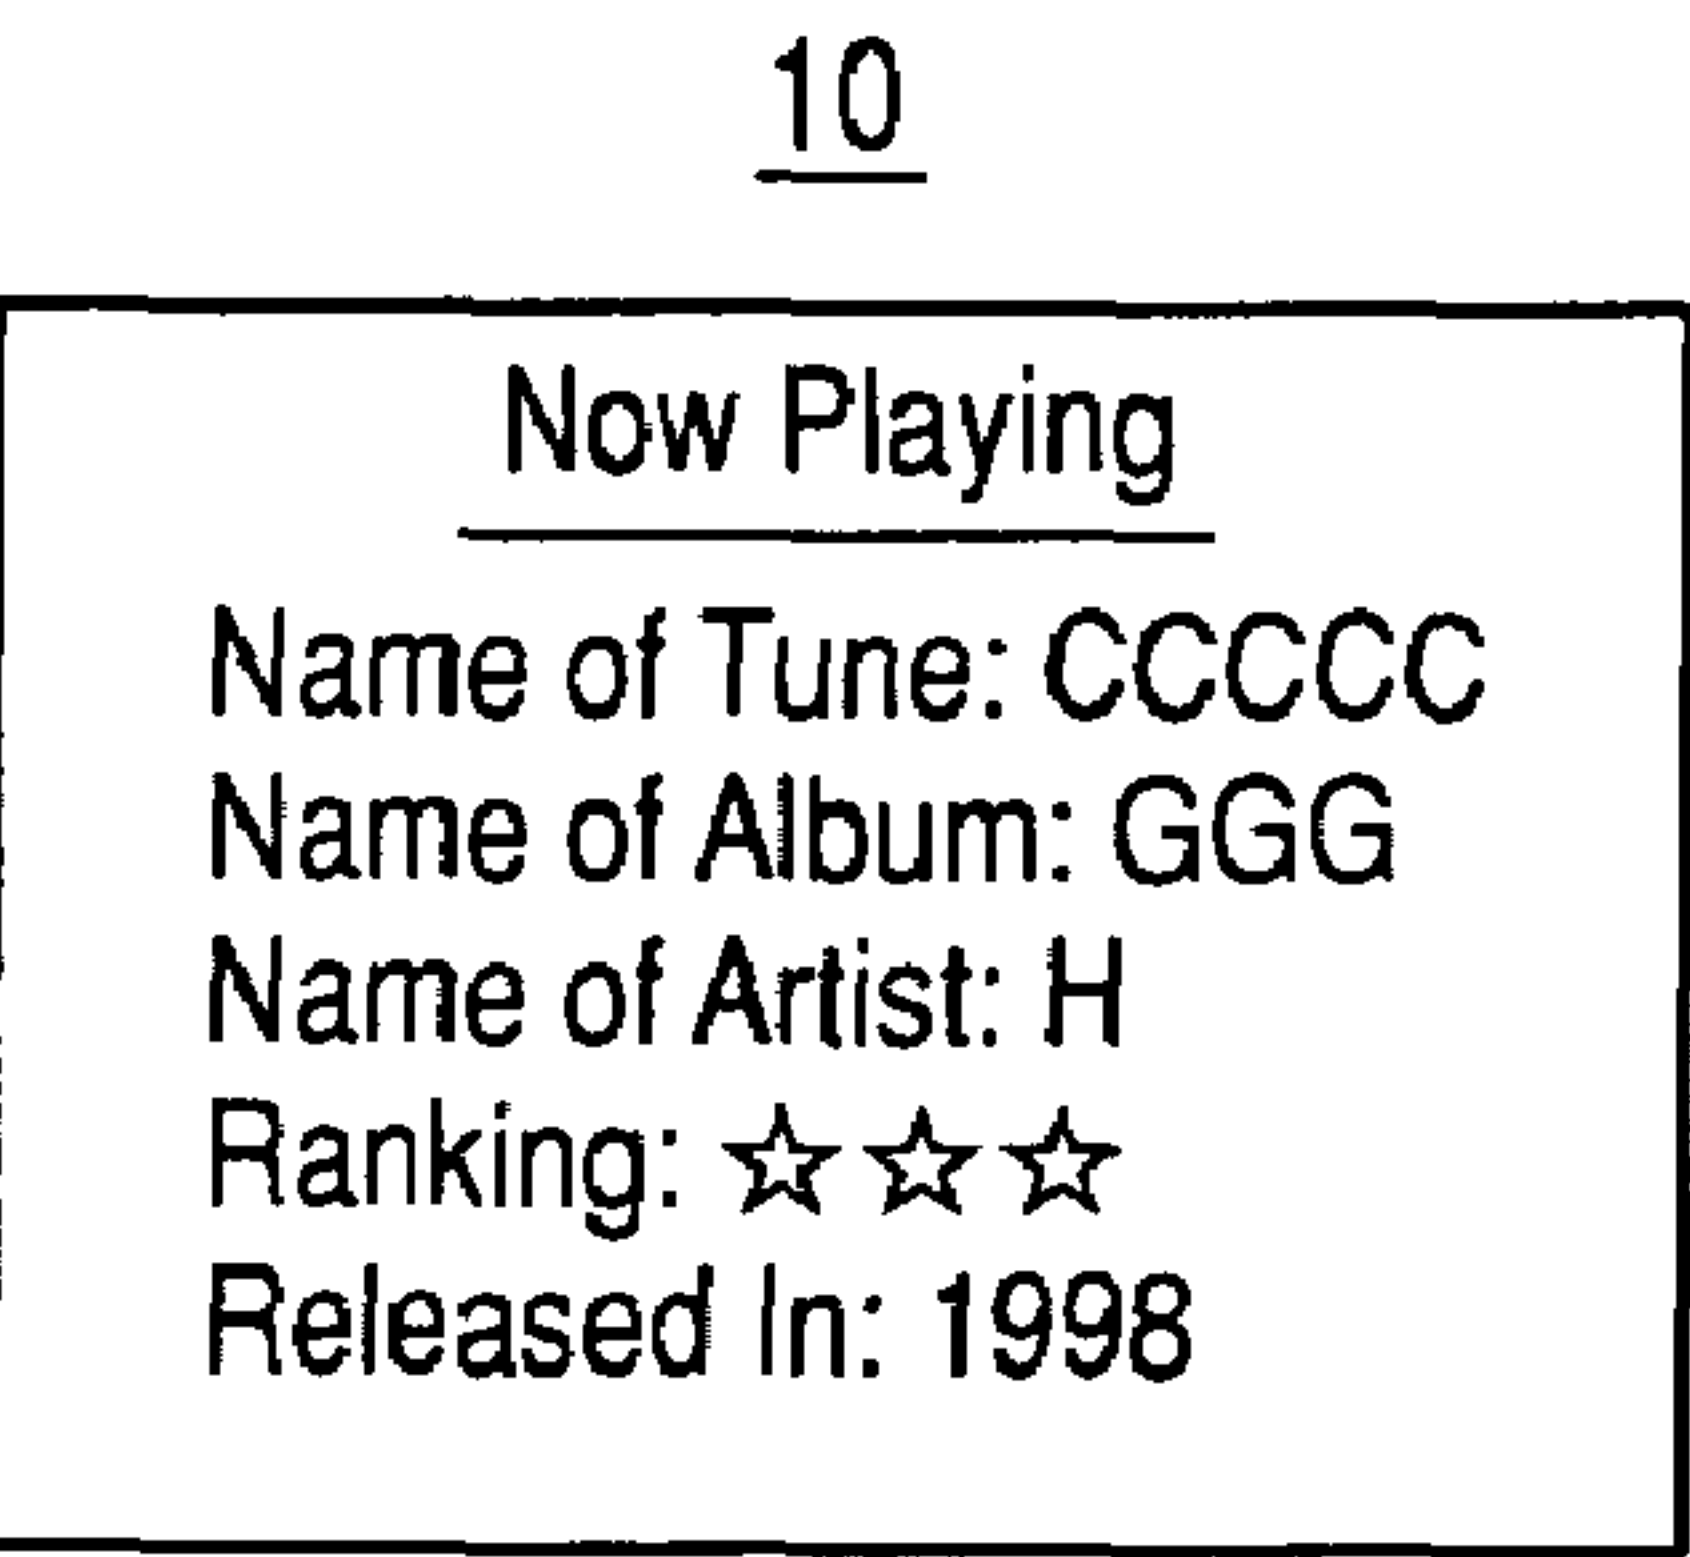 10
Now Playing
Name of Tune: CCCCC
Name of Album: GGG
Name of Artist: H
Ranking: ☆☆☆
Released In: 1998